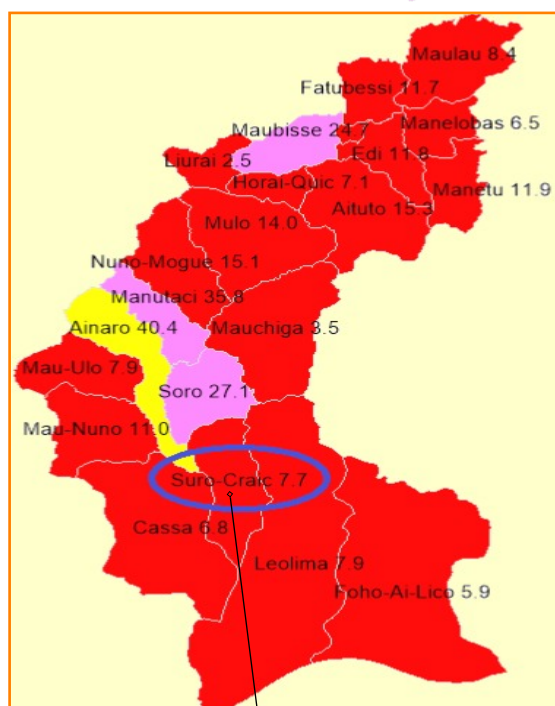 Maulau 8.4
Fatubessi 11.7
Maubisse 24.7
Manelobas 6.5
Edi 11.8
Liurai 2.5
Horai-Quic 7.1
Manetu 11.9
Aituto 15.3
Mulo 14.0
Nuno-Mogue 15.1
Manutaci 35.8
Ainaro 40.4
Mauchiga 3.5
Mau-Ulo 7.9
Soro 27.1
Mau-Nuno 11.0
Suro-Craic 7.7
Cassa 6.8
Leolima 7.9
Foho-Ai-Lico 5.9